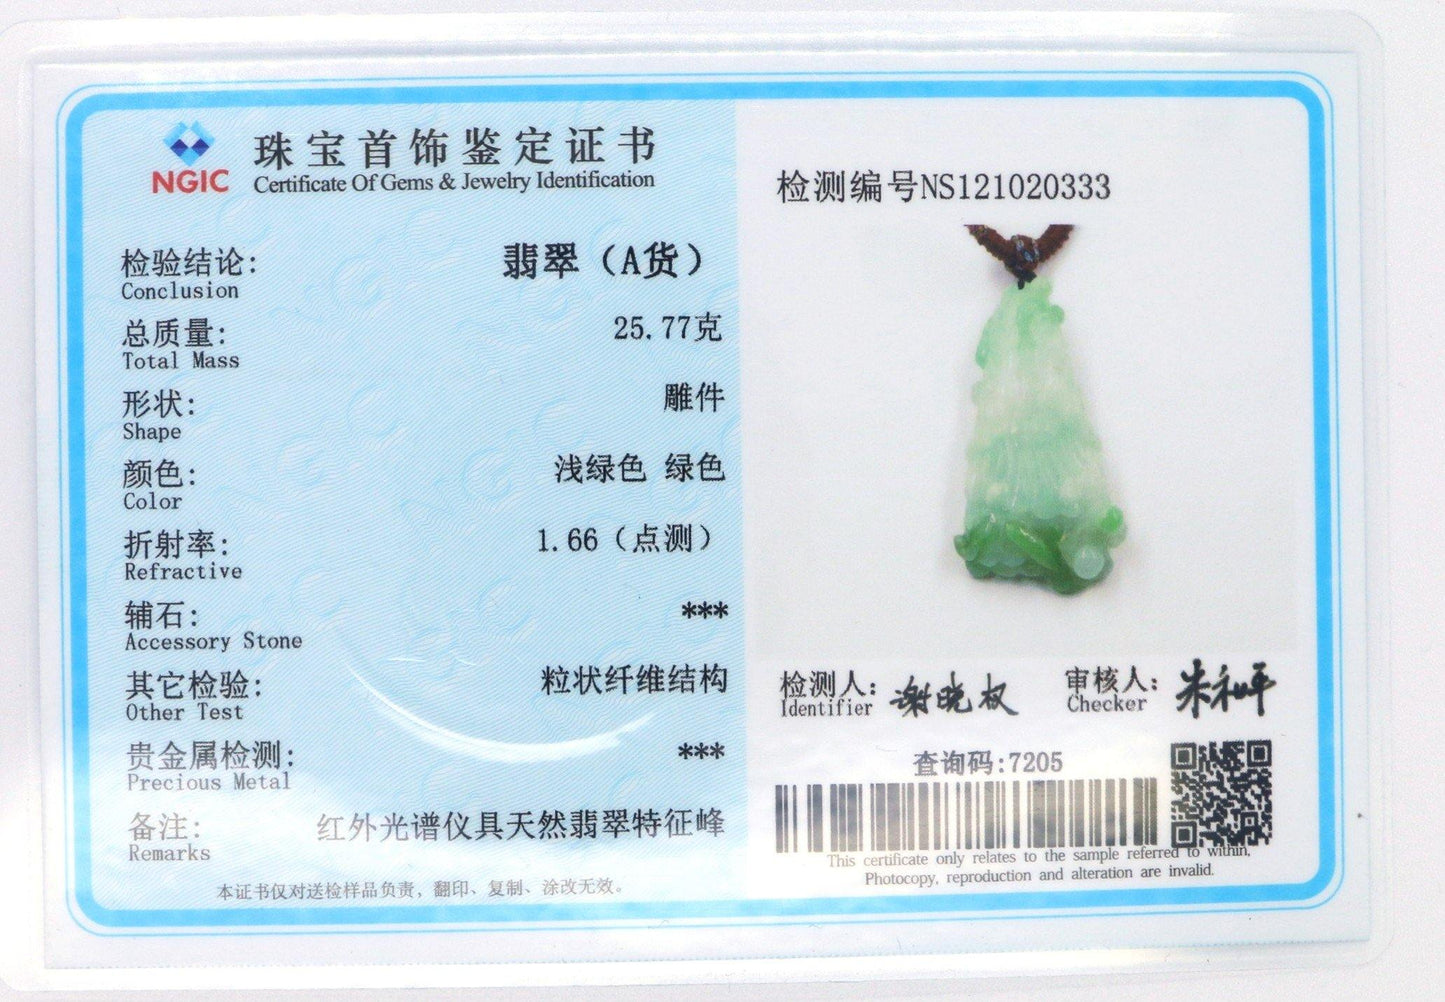 NGIC
珠宝首饰鉴定证书
Certificate Of Gems & Jewelry Identification
检验结论: 翡翠（A货）
Conclusion
总质量: 25.77克
Total Mass
形状: 雕件
Shape
颜色: 浅绿色 绿色
Color
折射率: 1.66（点测）
Refractive
辅石: ***
Accessory Stone
其它检验: 粒状纤维结构
Other Test
贵金属检测: ***
Precious Metal
备注: 红外光谱仪具天然翡翠特征峰
Remarks
本证书仅对送检样品负责，翻印、复制、涂改无效。
检测编号NS121020333
检测人: 谢晓权
Identifier
审核人:
Checker
查询码:7205
This certificate only relates to the sample referred to within,
Photocopy, reproduction and alteration are invalid.